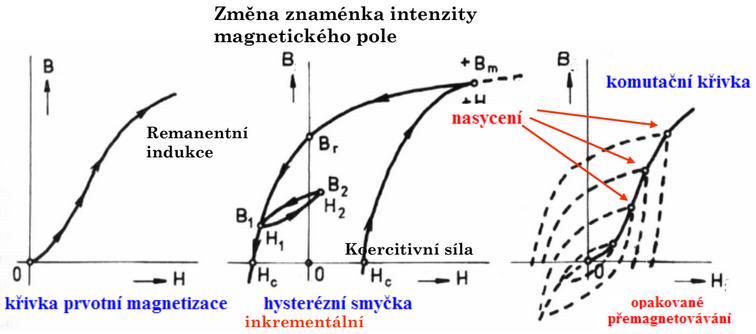 Změna znaménka intenzity
magnetického pole
B
Remanentní
indukce
0
H
křivka prvotní magnetizace
B
+ Bm
+ H
Br
B2
H2
B1
H1
Koercitivní síla
Hc
0
Hc
H
hysterézní smyčka
inkrementální
B
komutační křivka
nasycení
0
H
opakované
přemagnetovávání